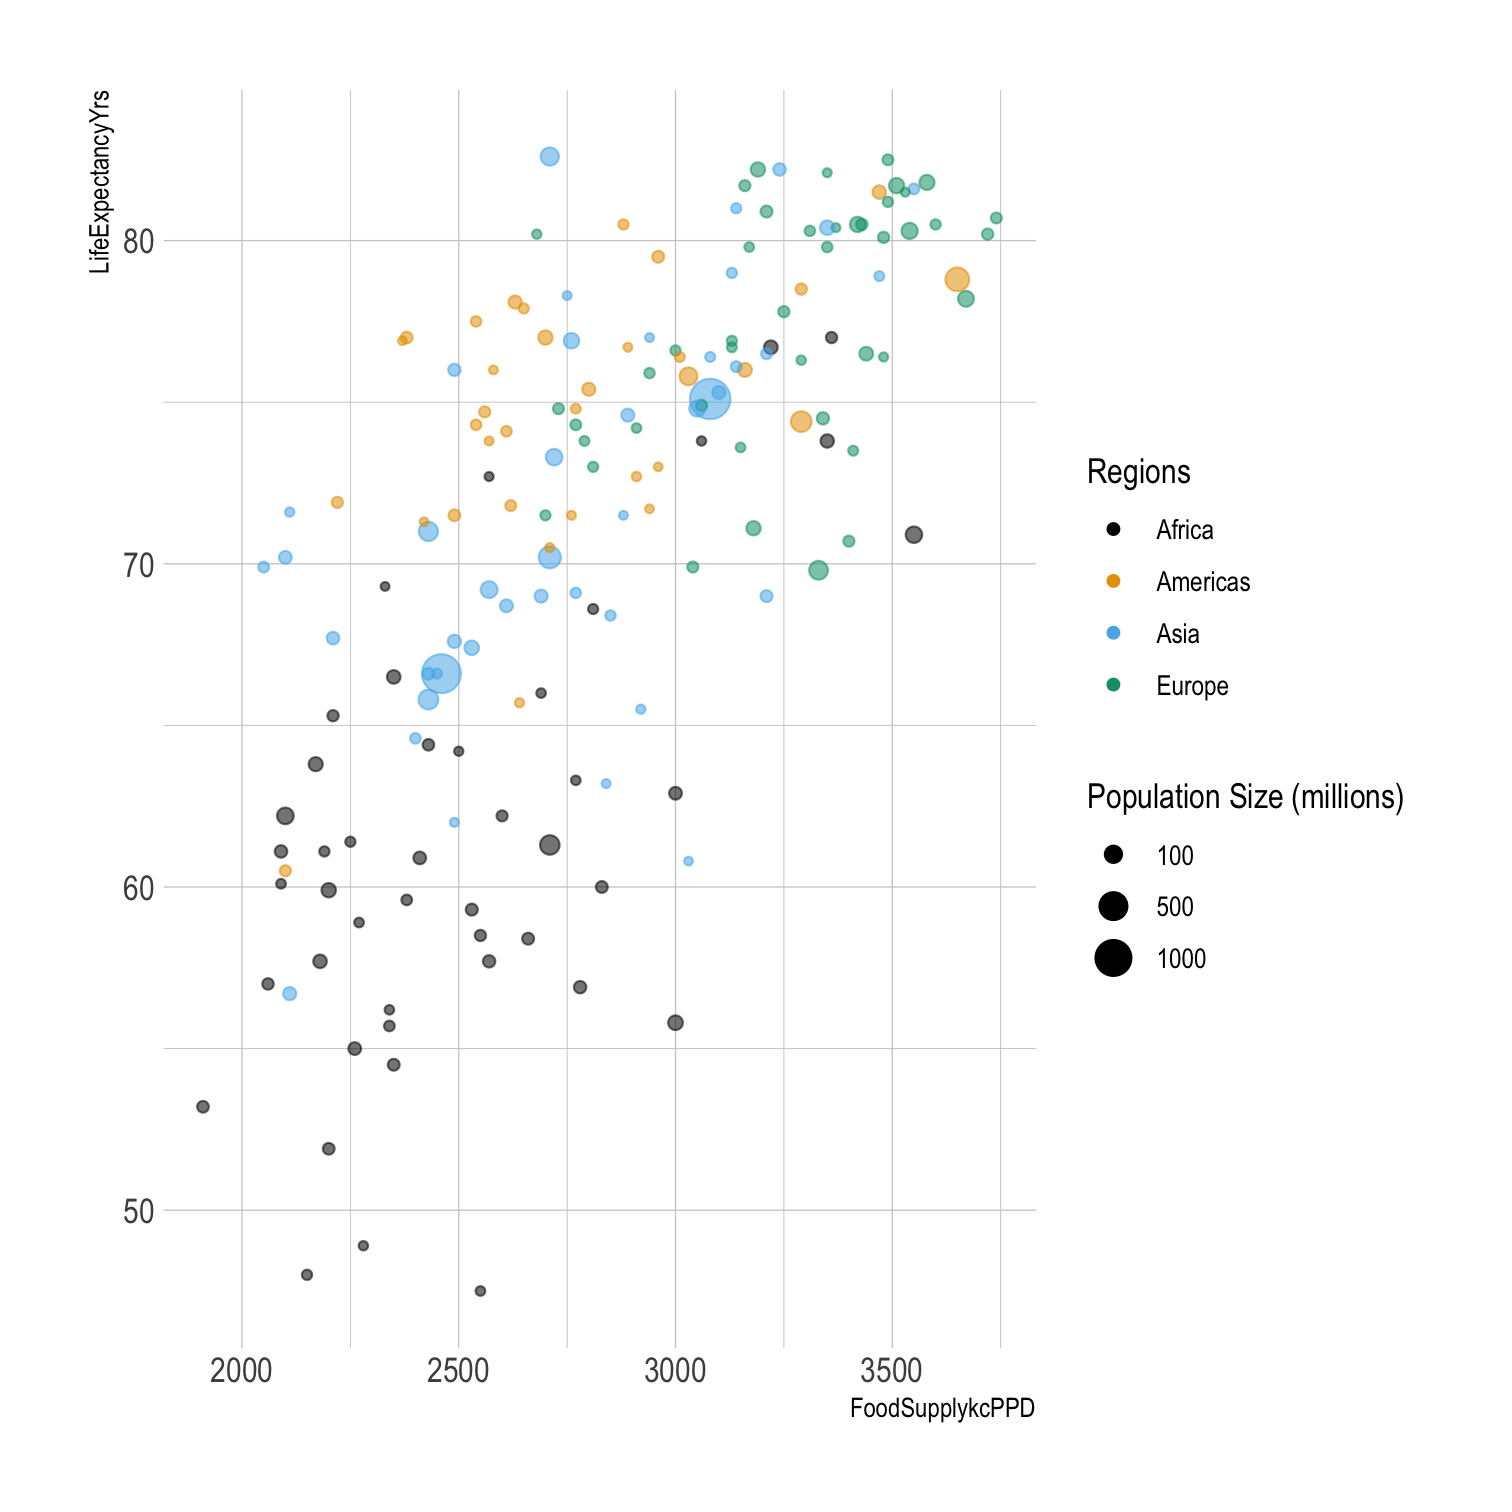 LifeExpectancyYrs
80
70
60
50
2000 2500 3000 3500
FoodSupplykcPPD
Regions
Africa
Americas
Asia
Europe
Population Size (millions)
100
500
1000